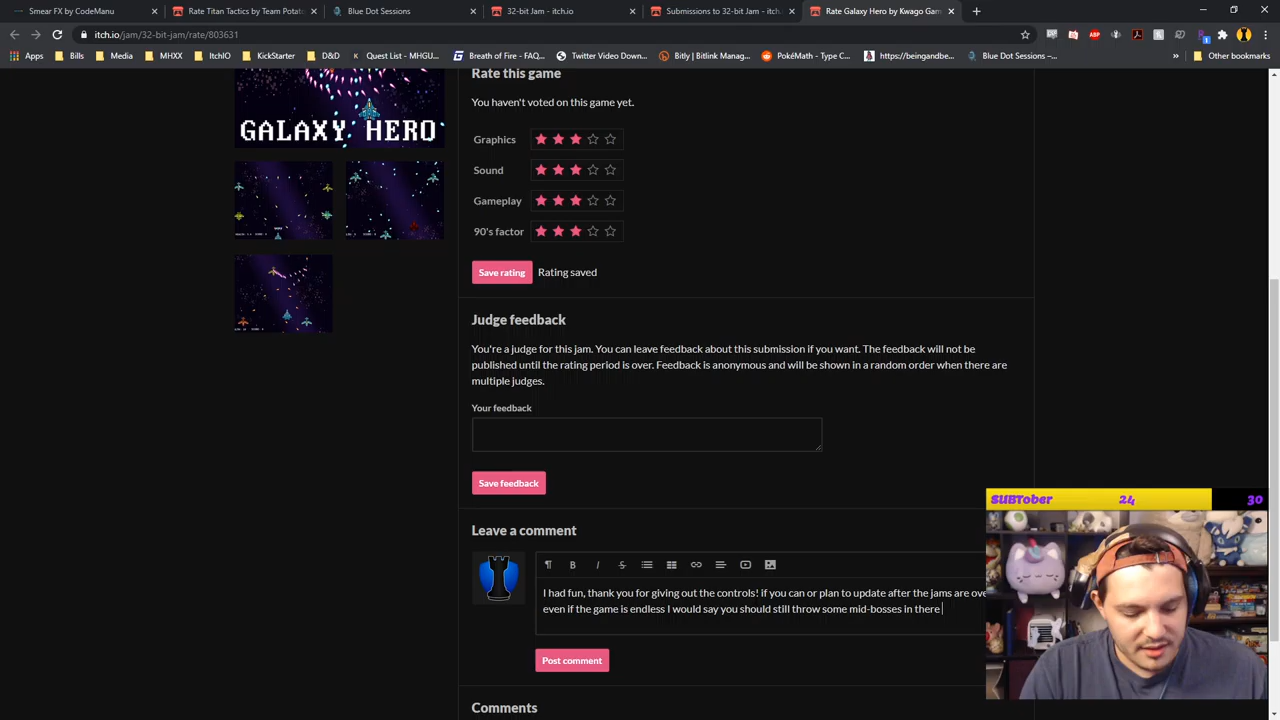 Smear FX by CodeManu
Rate Titan Tactics by Team Potat
Blue Dot Sessions
32-bit Jam - itch.io
Submissions to 32-bit Jam - itch.
Rate Galaxy Hero by Kwago Gam
itch.io/jam/32-bit-jam/rate/803631
Apps Bills Media MHXX ItchIO KickStarter D&D Quest List - MHGU... Breath of Fire - FAQ... Twitter Video Down... Bitly | Bitlink Manag... PokéMath - Type C... https://beingandbe... Blue Dot Sessions –... » Other bookmarks
GALAXY HERO
Rate this game
You haven't voted on this game yet.
Graphics
Sound
Gameplay
90's factor
Save rating Rating saved
Judge feedback
You're a judge for this jam. You can leave feedback about this submission if you want. The feedback will not be
published until the rating period is over. Feedback is anonymous and will be shown in a random order when there are
multiple judges.
Your feedback
Save feedback
Leave a comment
I had fun, thank you for giving out the controls! if you can or plan to update after the jams are ove
even if the game is endless I would say you should still throw some mid-bosses in there
Post comment
Comments
SUBTober 24 30